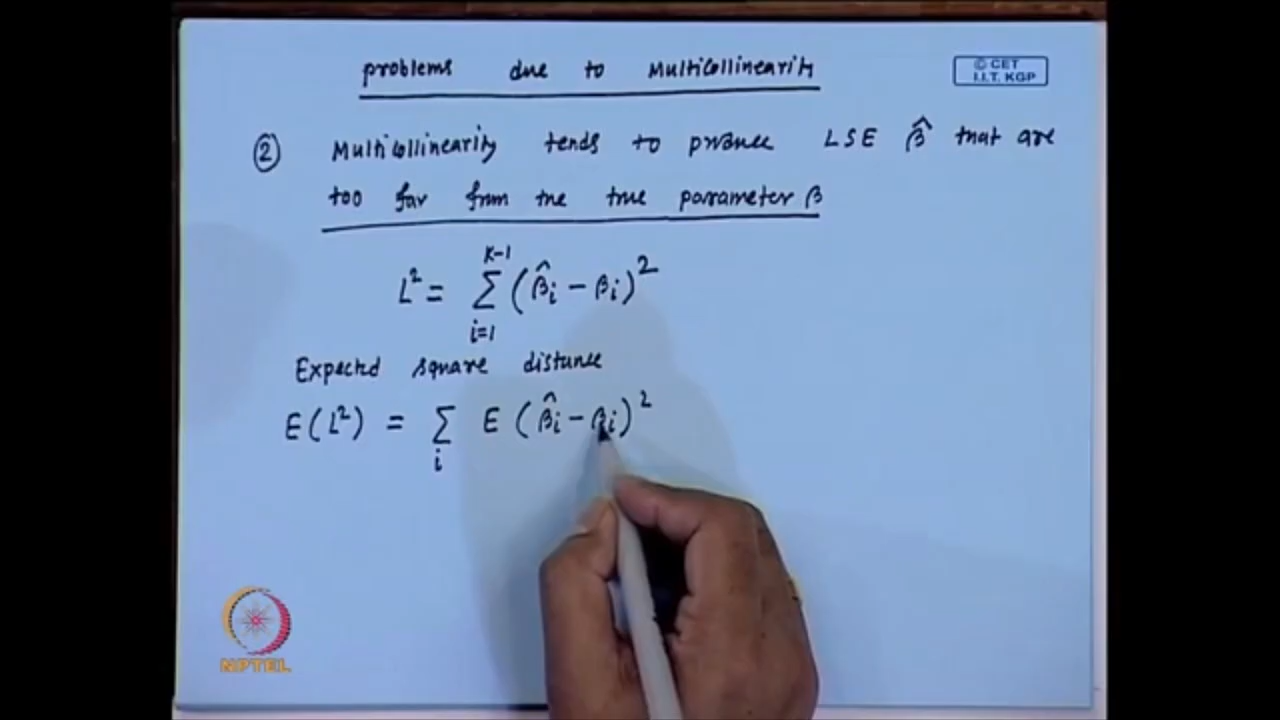 problems due to Multicollinearity
© CET
I.I.T. KGP
② Multicollinearity tends to produce LSE β̂ that are
too far from the true parameter β
L² = Σ_{i=1}^{K-1} (β̂i − βi)²
Expected square distance
E(L²) = Σ_i E (β̂i − βi)²
NPTEL